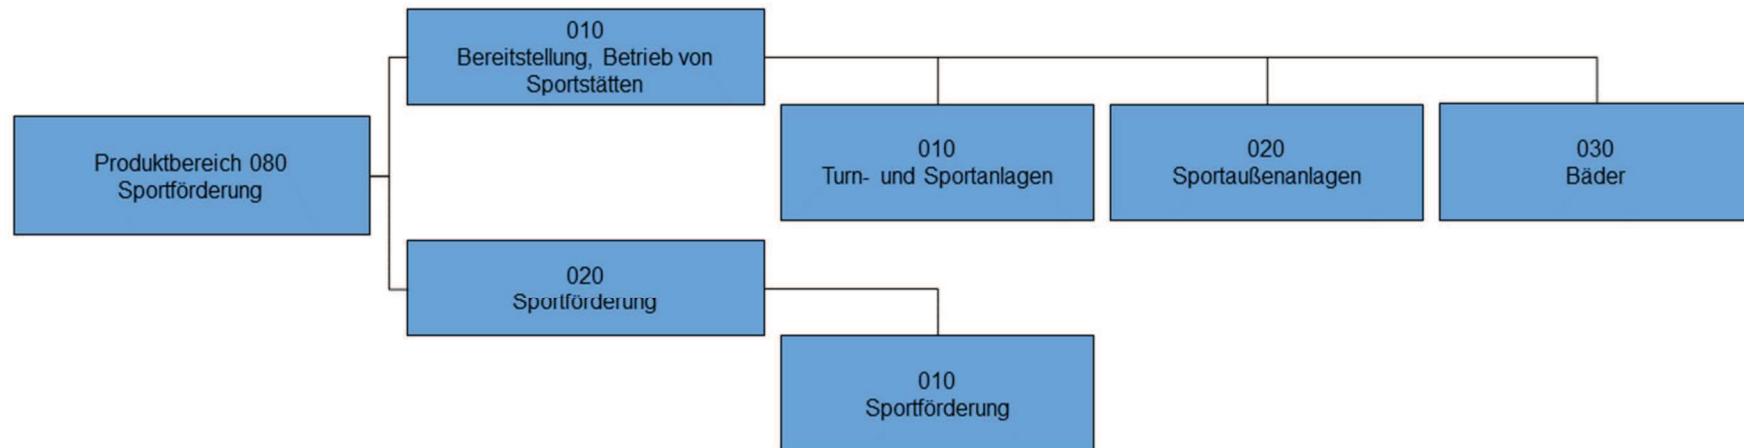 010
Bereitstellung, Betrieb von
Sportstätten
Produktbereich 080
Sportförderung
010
Turn- und Sportanlagen
020
Sportaußenanlagen
030
Bäder
020
Sportförderung
010
Sportförderung